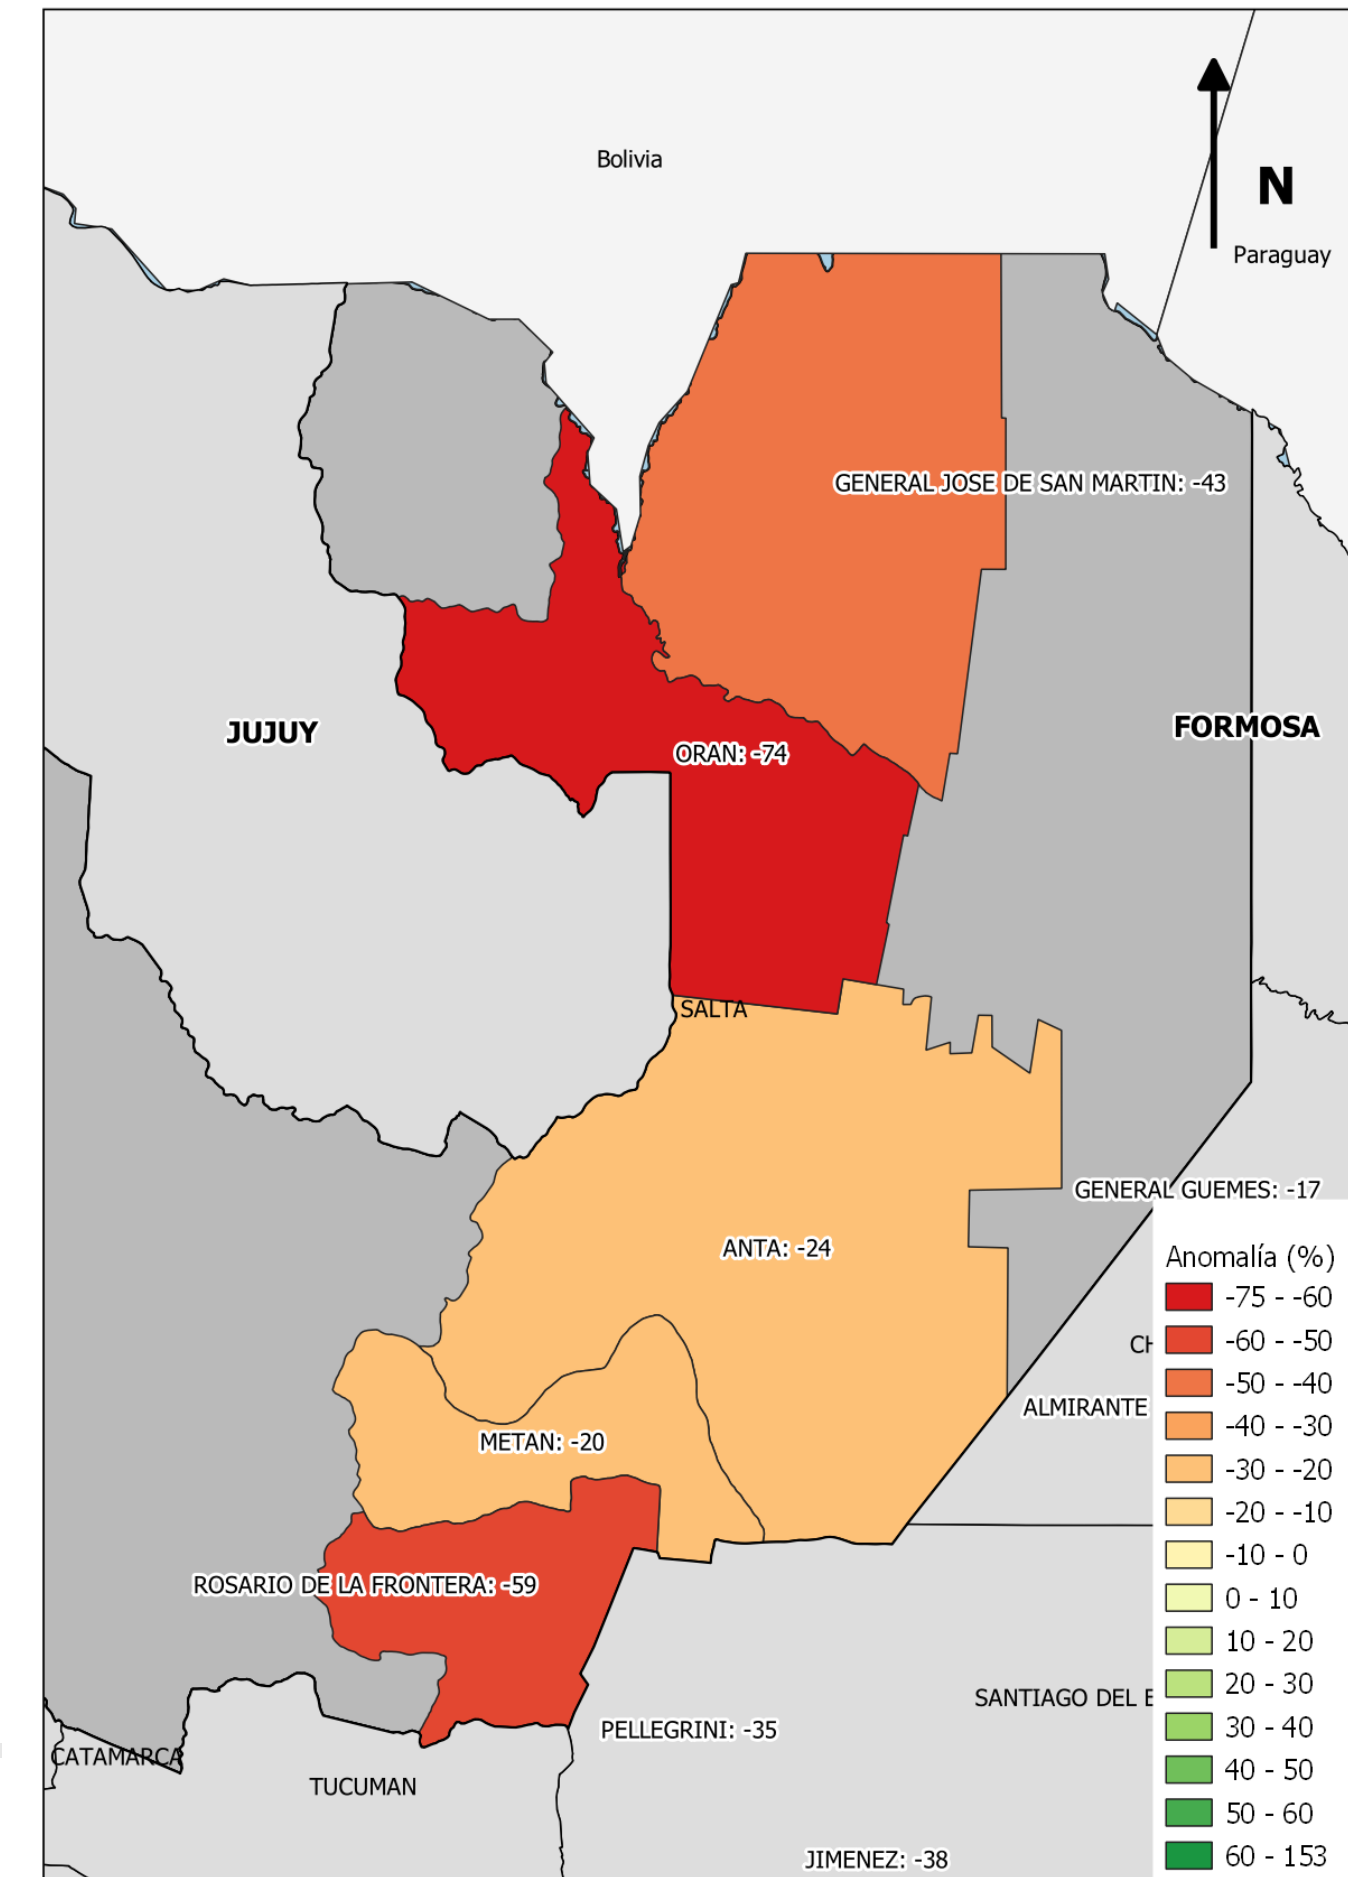 Bolivia
N
Paraguay
GENERAL JOSE DE SAN MARTIN: -43
JUJUY
FORMOSA
ORAN: -74
SALTA
GENERAL GUEMES: -17
ANTA: -24
Anomalía (%)
-75 - -60
-60 - -50
-50 - -40
-40 - -30
-30 - -20
-20 - -10
-10 - 0
0 - 10
10 - 20
20 - 30
30 - 40
40 - 50
50 - 60
60 - 153
CH
ALMIRANTE
METAN: -20
ROSARIO DE LA FRONTERA: -59
SANTIAGO DEL E
PELLEGRINI: -35
CATAMARCA
TUCUMAN
JIMENEZ: -38